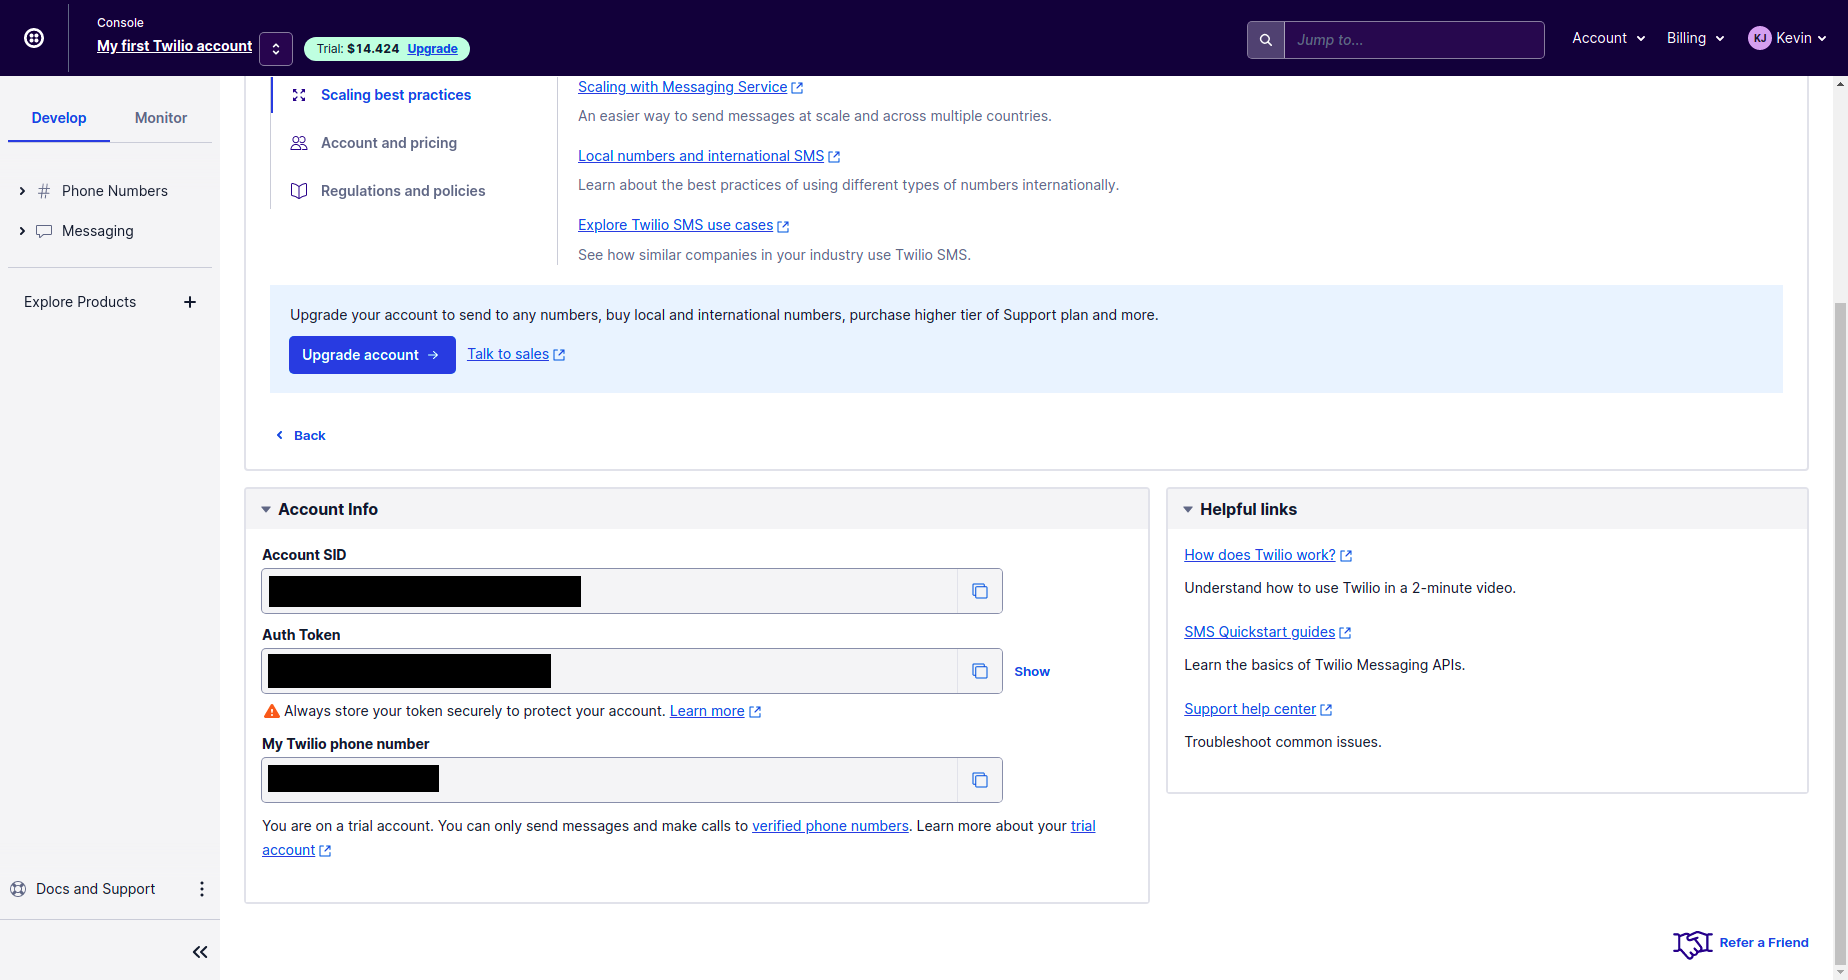 Console
My first Twilio account
Trial: $14.424 Upgrade
Jump to...
Account
Billing
KJ Kevin
Develop
Monitor
Phone Numbers
Messaging
Explore Products
Docs and Support
Scaling best practices
Account and pricing
Regulations and policies
Scaling with Messaging Service
An easier way to send messages at scale and across multiple countries.
Local numbers and international SMS
Learn about the best practices of using different types of numbers internationally.
Explore Twilio SMS use cases
See how similar companies in your industry use Twilio SMS.
Upgrade your account to send to any numbers, buy local and international numbers, purchase higher tier of Support plan and more.
Upgrade account
Talk to sales
Back
Account Info
Account SID
Auth Token
Show
Always store your token securely to protect your account. Learn more
My Twilio phone number
You are on a trial account. You can only send messages and make calls to verified phone numbers. Learn more about your trial
account
Helpful links
How does Twilio work?
Understand how to use Twilio in a 2-minute video.
SMS Quickstart guides
Learn the basics of Twilio Messaging APIs.
Support help center
Troubleshoot common issues.
Refer a Friend